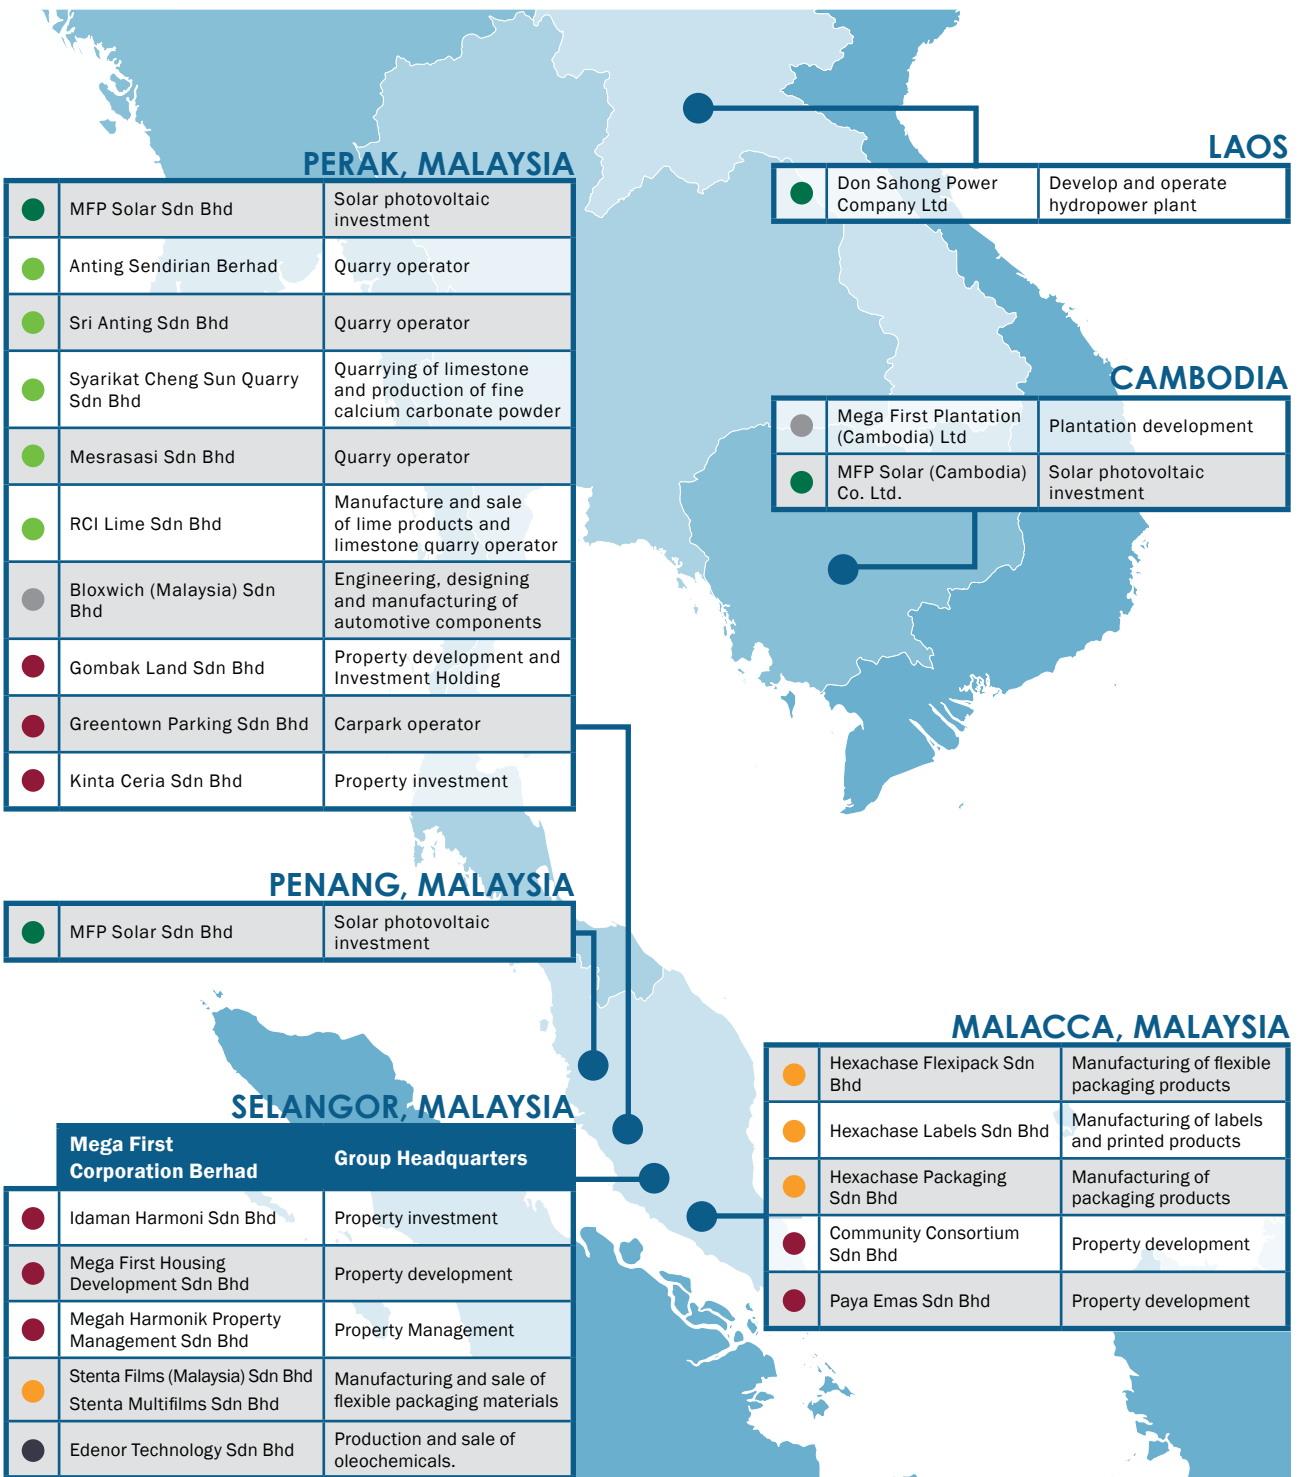 LAOS
Don Sahong Power
Company Ltd
Develop and operate
hydropower plant
PERAK, MALAYSIA
MFP Solar Sdn Bhd
Solar photovoltaic
investment
Anting Sendirian Berhad
Quarry operator
Sri Anting Sdn Bhd
Quarry operator
Syarikat Cheng Sun Quarry
Sdn Bhd
Quarrying of limestone
and production of fine
calcium carbonate powder
Mesrasasi Sdn Bhd
Quarry operator
RCI Lime Sdn Bhd
Manufacture and sale
of lime products and
limestone quarry operator
Bloxwich (Malaysia) Sdn
Bhd
Engineering, designing
and manufacturing of
automotive components
Gombak Land Sdn Bhd
Property development and
Investment Holding
Greentown Parking Sdn Bhd
Carpark operator
Kinta Ceria Sdn Bhd
Property investment
CAMBODIA
Mega First Plantation
(Cambodia) Ltd
Plantation development
MFP Solar (Cambodia)
Co. Ltd.
Solar photovoltaic
investment
PENANG, MALAYSIA
MFP Solar Sdn Bhd
Solar photovoltaic
investment
SELANGOR, MALAYSIA
Mega First
Corporation Berhad
Group Headquarters
Idaman Harmoni Sdn Bhd
Property investment
Mega First Housing
Development Sdn Bhd
Property development
Megah Harmonik Property
Management Sdn Bhd
Property Management
Stenta Films (Malaysia) Sdn Bhd
Stenta Multifilms Sdn Bhd
Manufacturing and sale of
flexible packaging materials
Edenor Technology Sdn Bhd
Production and sale of
oleochemicals.
MALACCA, MALAYSIA
Hexachase Flexipack Sdn
Bhd
Manufacturing of flexible
packaging products
Hexachase Labels Sdn Bhd
Manufacturing of labels
and printed products
Hexachase Packaging
Sdn Bhd
Manufacturing of
packaging products
Community Consortium
Sdn Bhd
Property development
Paya Emas Sdn Bhd
Property development